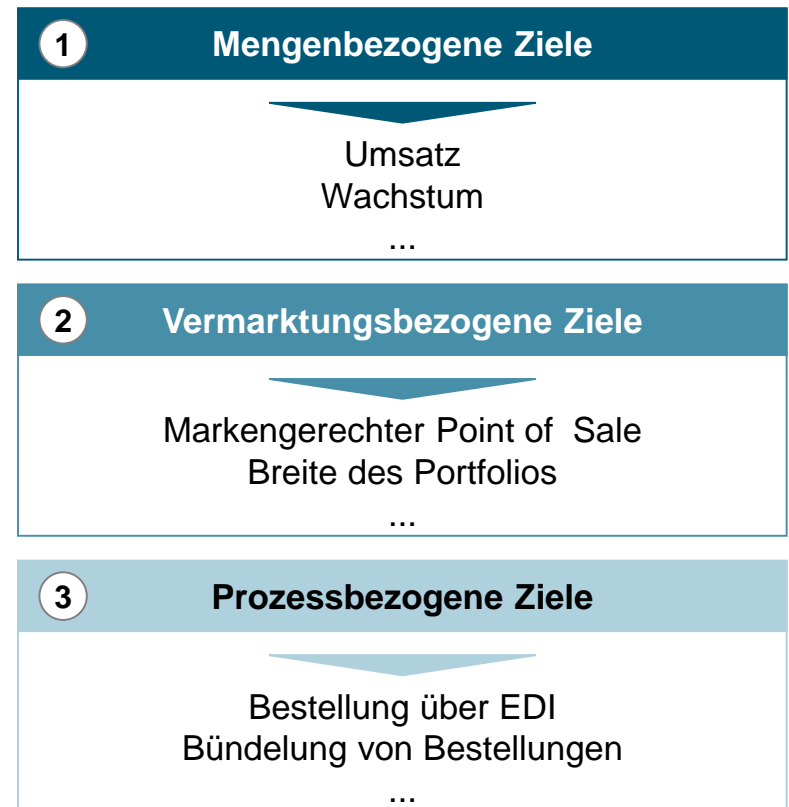 1 Mengenbezogene Ziele
Umsatz
Wachstum
...
2 Vermarktungsbezogene Ziele
Markengerechter Point of Sale
Breite des Portfolios
...
3 Prozessbezogene Ziele
Bestellung über EDI
Bündelung von Bestellungen
...